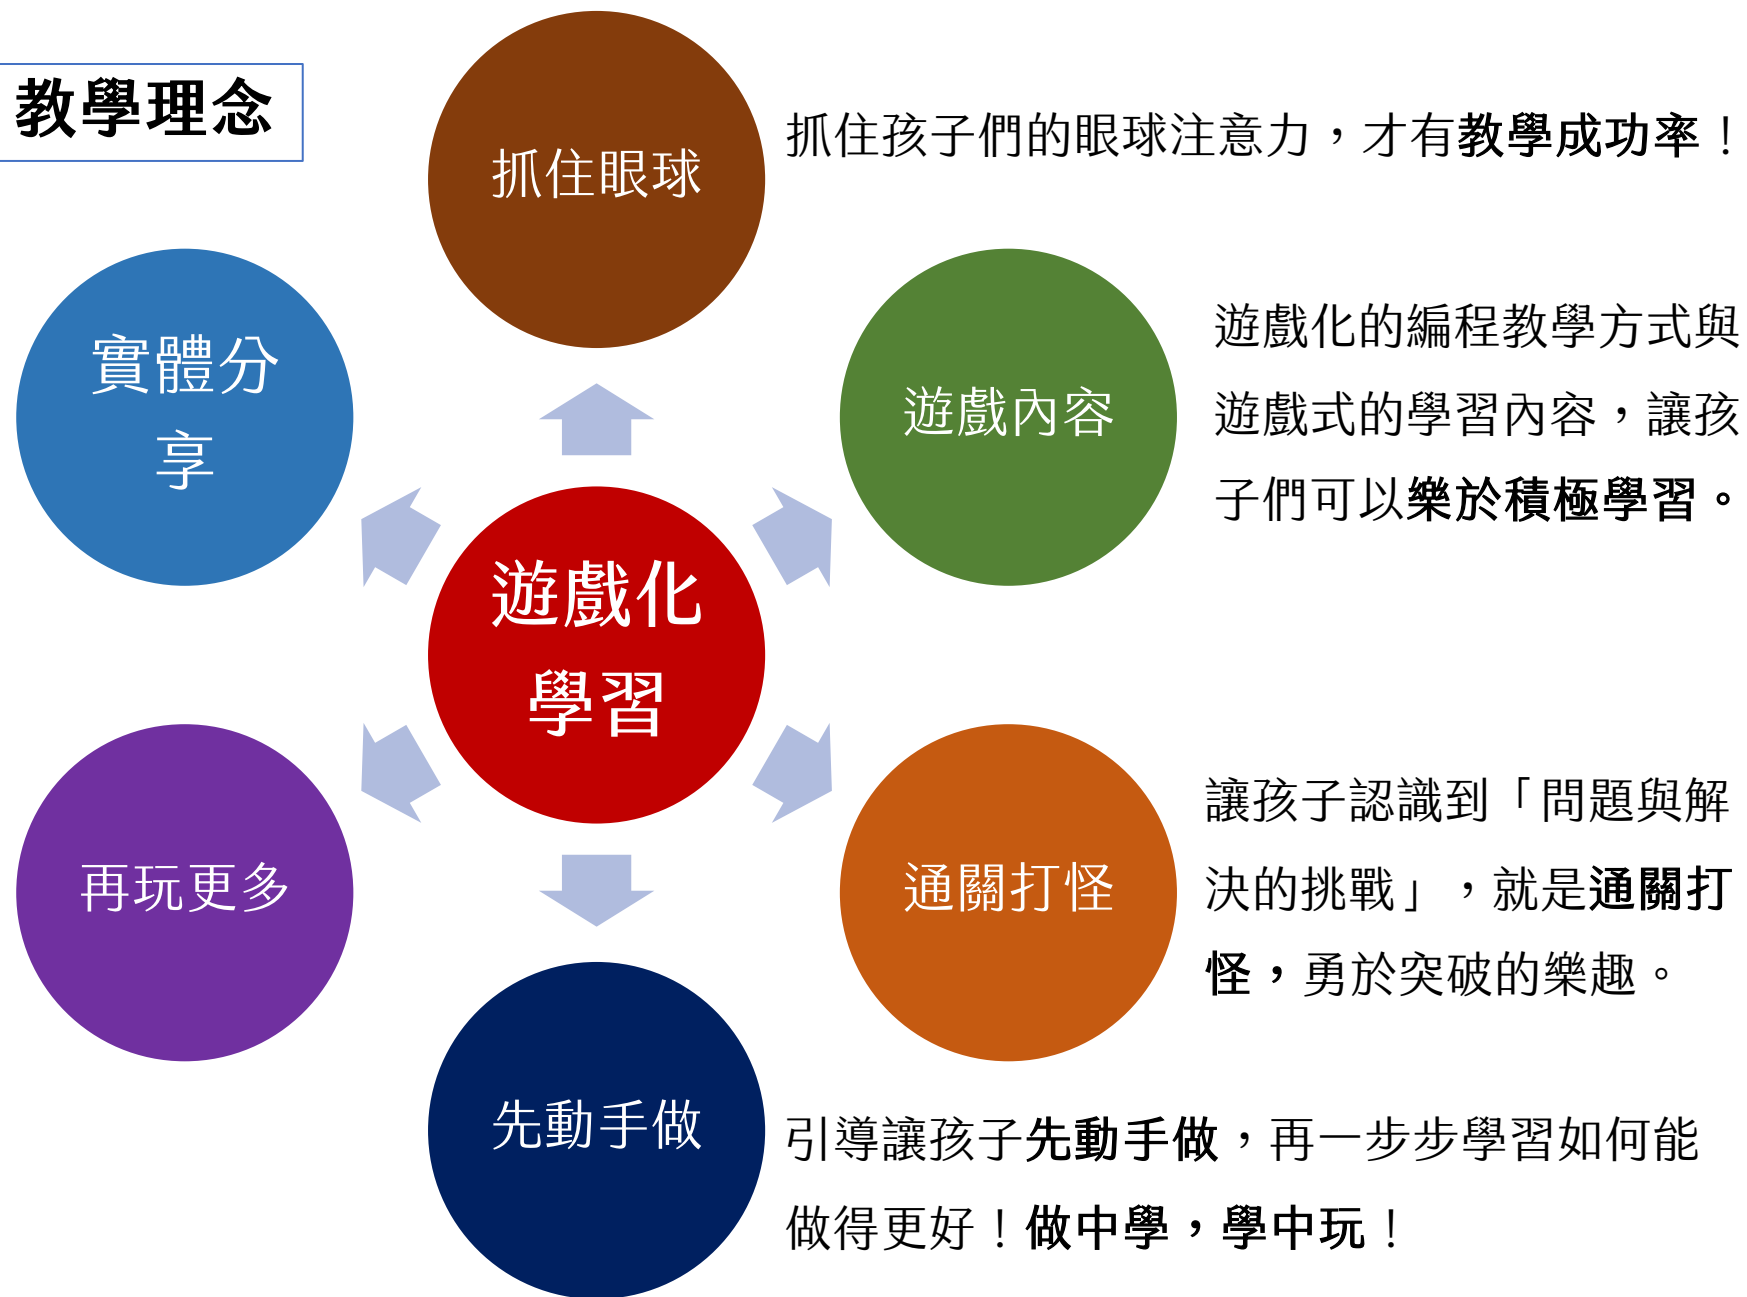 教學理念
抓住眼球
抓住孩子們的眼球注意力，才有教學成功率！
實體分
享
遊戲內容
遊戲化的編程教學方式與
遊戲式的學習內容，讓孩
子們可以樂於積極學習。
遊戲化
學習
再玩更多
通關打怪
讓孩子認識到「問題與解
決的挑戰」，就是通關打
怪，勇於突破的樂趣。
先動手做
引導讓孩子先動手做，再一步步學習如何能
做得更好！做中學，學中玩！